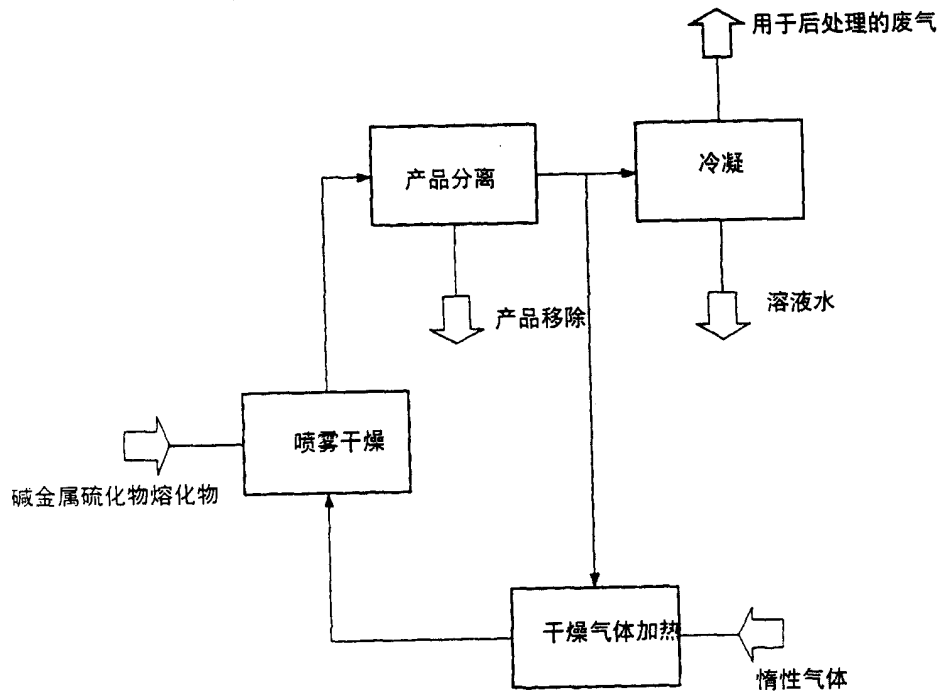 用于后处理的废气
产品分离
冷凝
产品移除
溶液水
喷雾干燥
碱金属硫化物熔化物
干燥气体加热
惰性气体